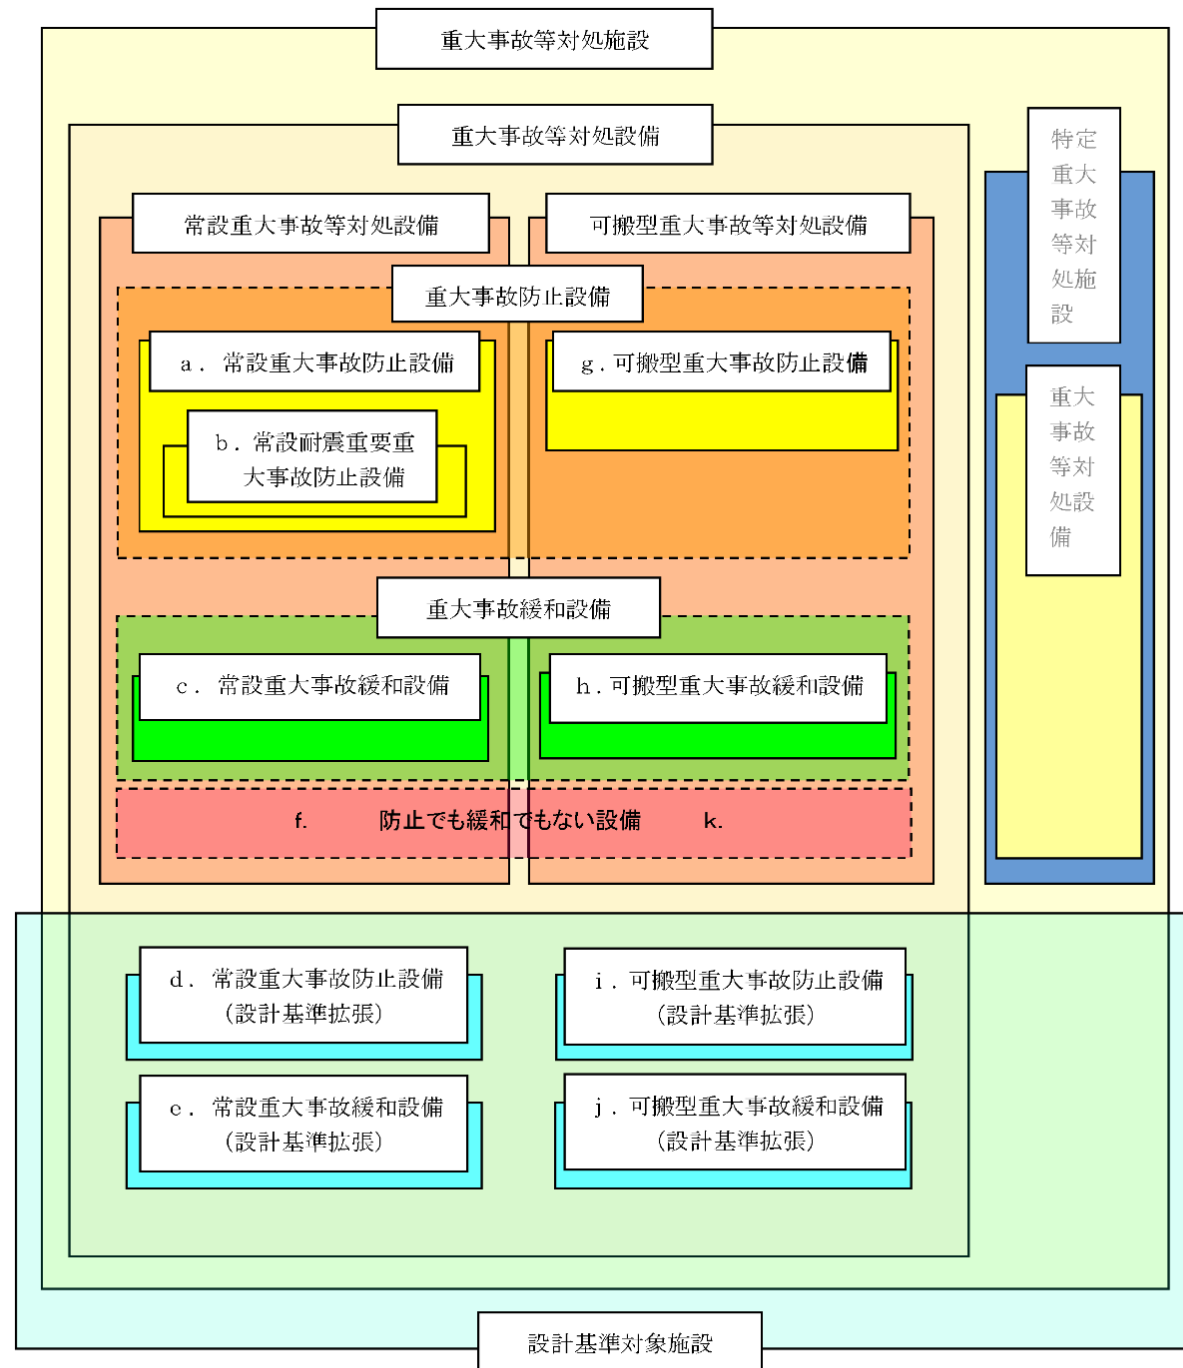 重大事故等対処施設
重大事故等対処設備
特定
重大
事故
等対
処施
設
常設重大事故等対処設備
可搬型重大事故等対処設備
重大事故防止設備
a．常設重大事故防止設備
g．可搬型重大事故防止設備
b．常設耐震重要重
大事故防止設備
重大
事故
等対
処設
備
重大事故緩和設備
c．常設重大事故緩和設備
h．可搬型重大事故緩和設備
f. 防止でも緩和でもない設備 k.
d．常設重大事故防止設備
（設計基準拡張）
i．可搬型重大事故防止設備
（設計基準拡張）
e．常設重大事故緩和設備
（設計基準拡張）
j．可搬型重大事故緩和設備
（設計基準拡張）
設計基準対象施設